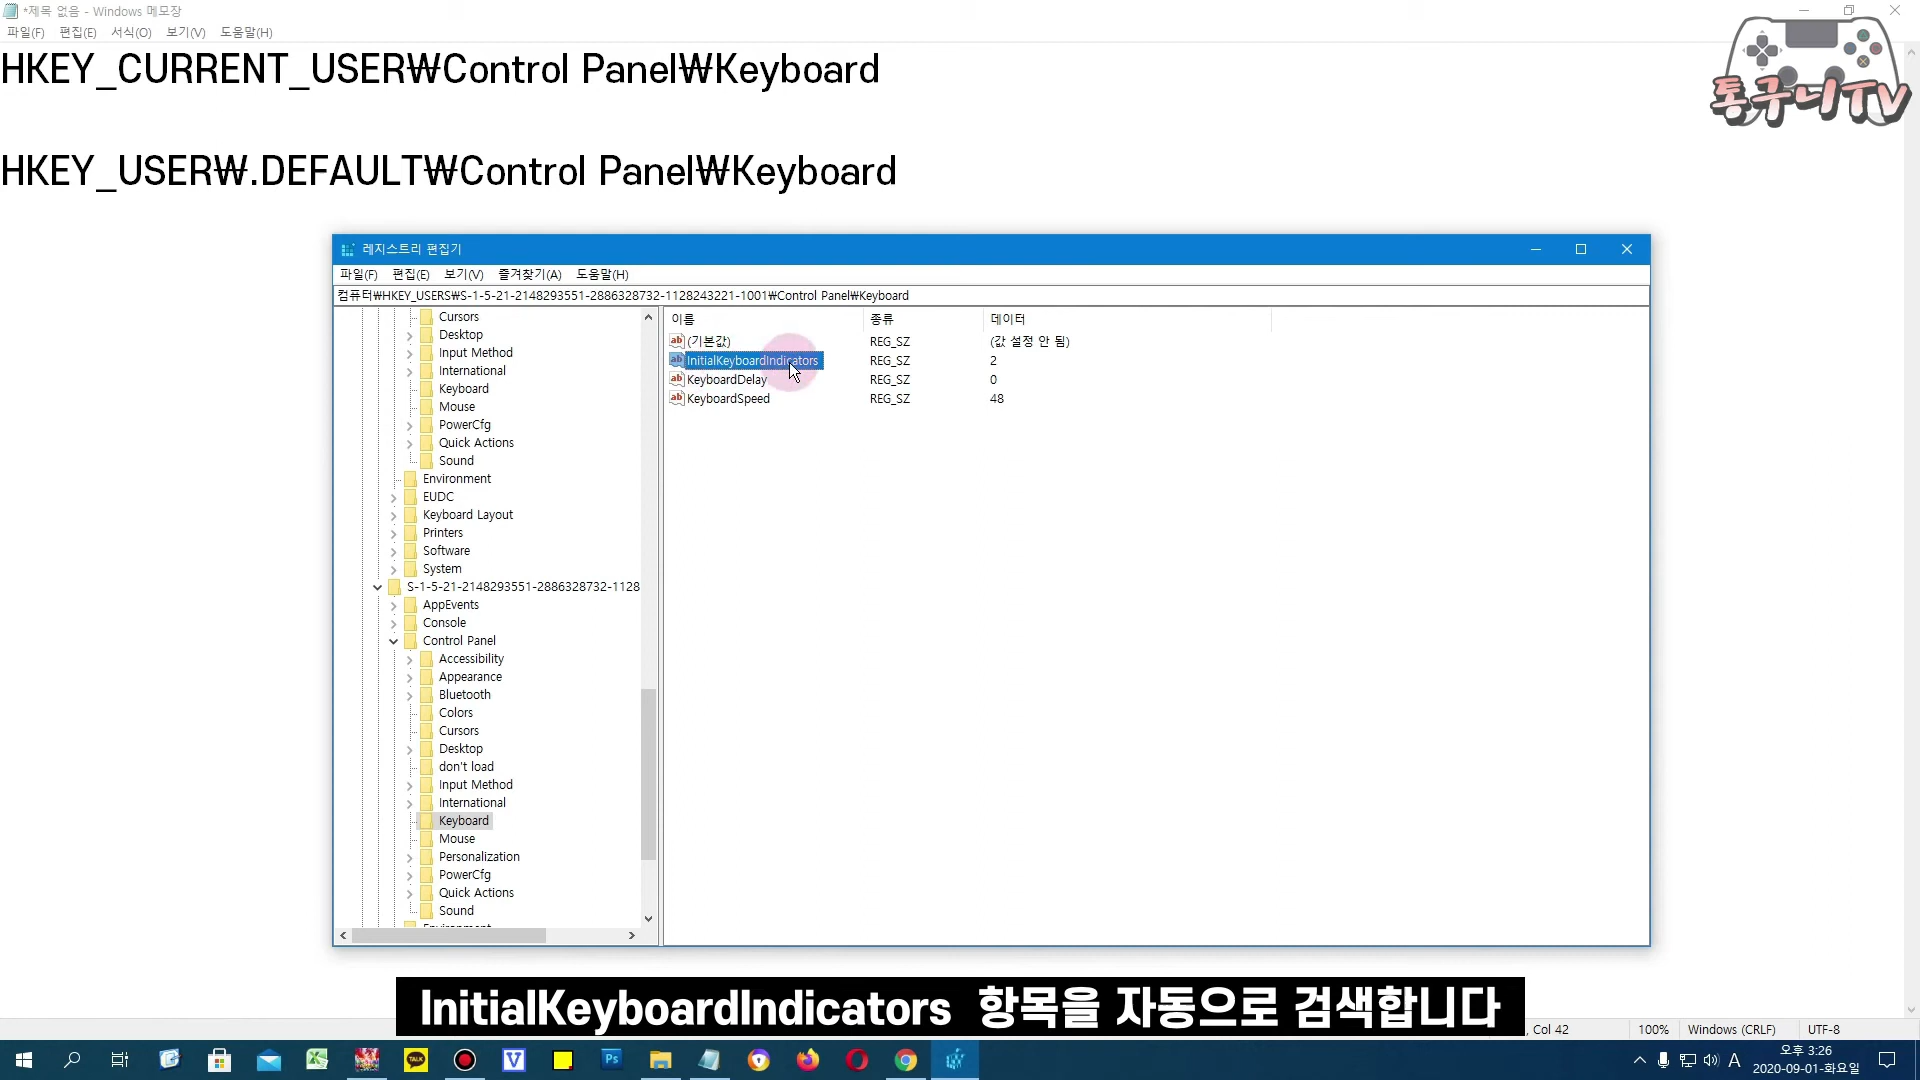 *제목 없음 - Windows 메모장
파일(F) 편집(E) 서식(O) 보기(V) 도움말(H)
HKEY_CURRENT_USER₩Control Panel₩Keyboard
HKEY_USER₩.DEFAULT₩Control Panel₩Keyboard
통구니TV
레지스트리 편집기
파일(F) 편집(E) 보기(V) 즐겨찾기(A) 도움말(H)
컴퓨터₩HKEY_USERS₩S-1-5-21-2148293551-2886328732-1128243221-1001₩Control Panel₩Keyboard
Cursors
Desktop
Input Method
International
Keyboard
Mouse
PowerCfg
Quick Actions
Sound
Environment
EUDC
Keyboard Layout
Printers
Software
System
S-1-5-21-2148293551-2886328732-1128
AppEvents
Console
Control Panel
Accessibility
Appearance
Bluetooth
Colors
Cursors
Desktop
don't load
Input Method
International
Keyboard
Mouse
Personalization
PowerCfg
Quick Actions
Sound
이름 종류 데이터
(기본값) REG_SZ (값 설정 안 됨)
InitialKeyboardIndicators REG_SZ 2
KeyboardDelay REG_SZ 0
KeyboardSpeed REG_SZ 48
InitialKeyboardIndicators 항목을 자동으로 검색합니다
, Col 42 100% Windows (CRLF) UTF-8
TALK
V
Ps
A
오후 3:26
2020-09-01-화요일